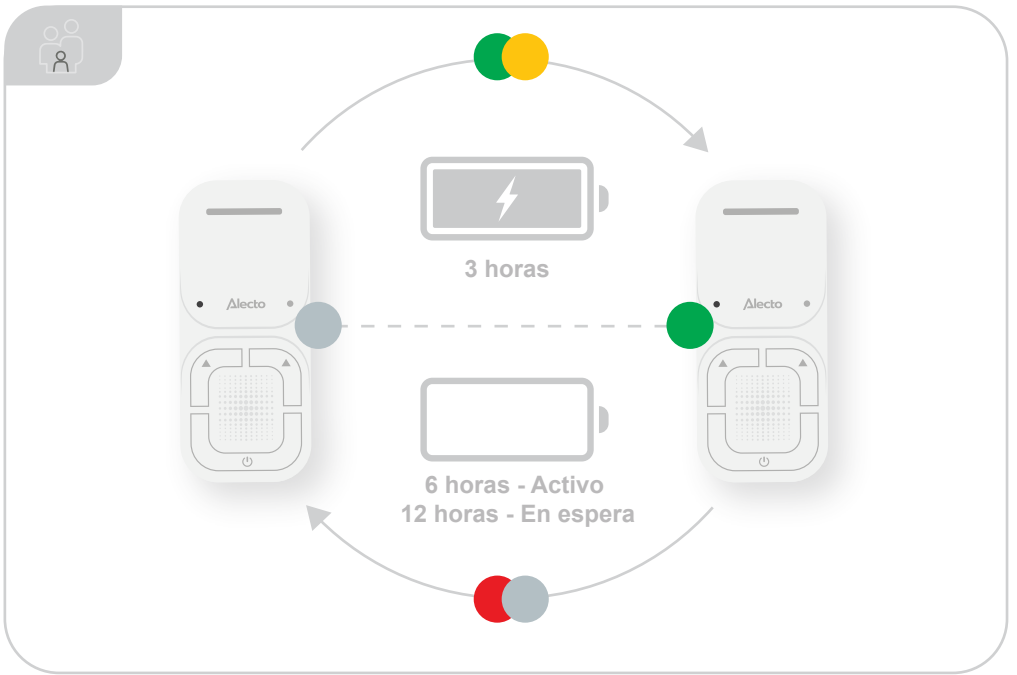 3 horas
Alecto
Alecto
6 horas - Activo
12 horas - En espera